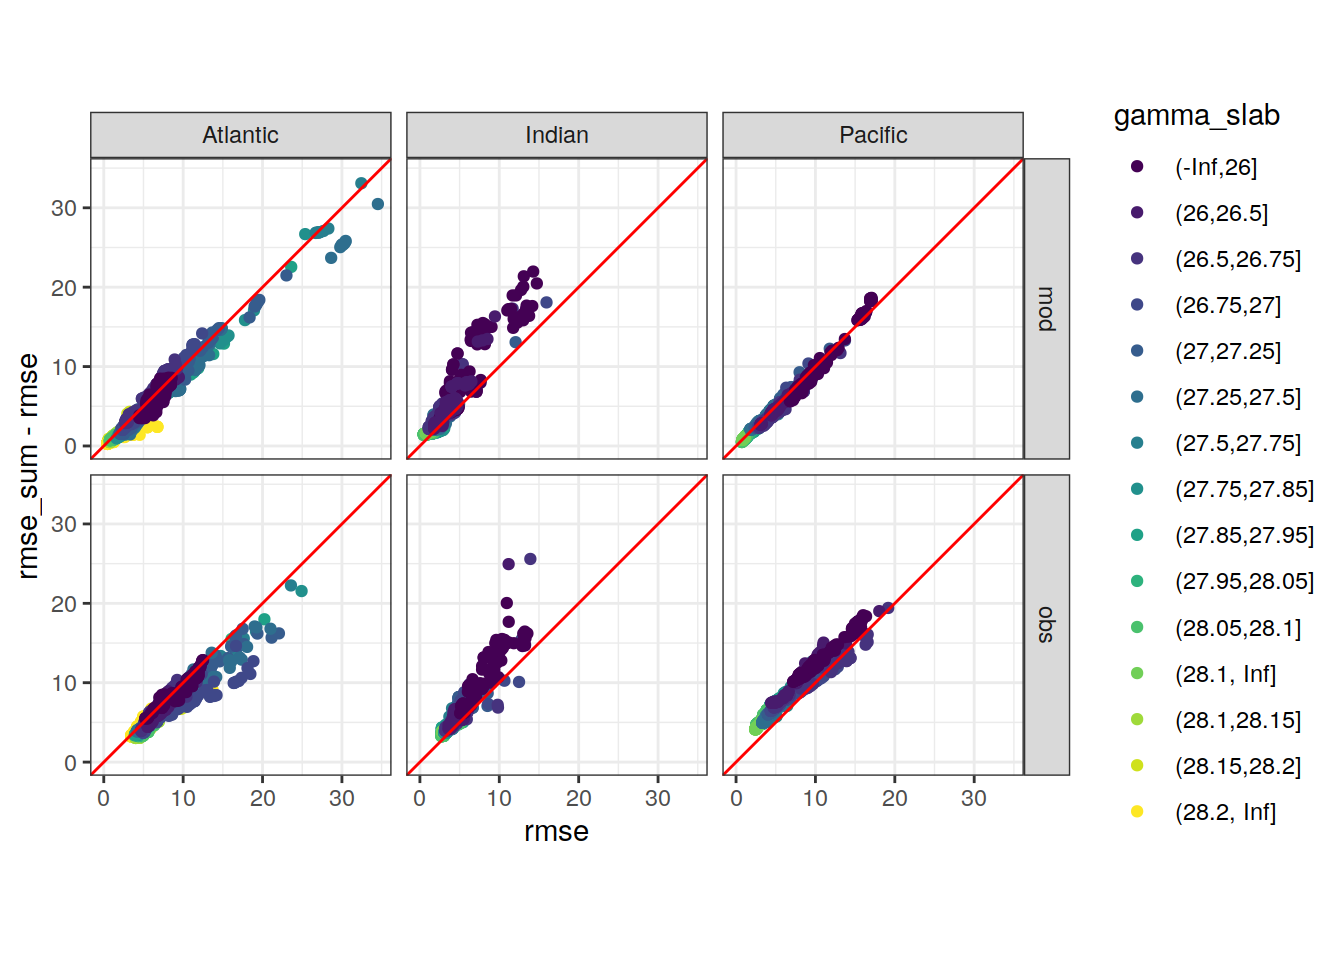 Atlantic Indian Pacific
mod
obs
30
20
10
0
30
20
10
0
rmse_sum - rmse
0 10 20 30 0 10 20 30 0 10 20 30
rmse
gamma_slab
(-Inf,26]
(26,26.5]
(26.5,26.75]
(26.75,27]
(27,27.25]
(27.25,27.5]
(27.5,27.75]
(27.75,27.85]
(27.85,27.95]
(27.95,28.05]
(28.05,28.1]
(28.1, Inf]
(28.1,28.15]
(28.15,28.2]
(28.2, Inf]